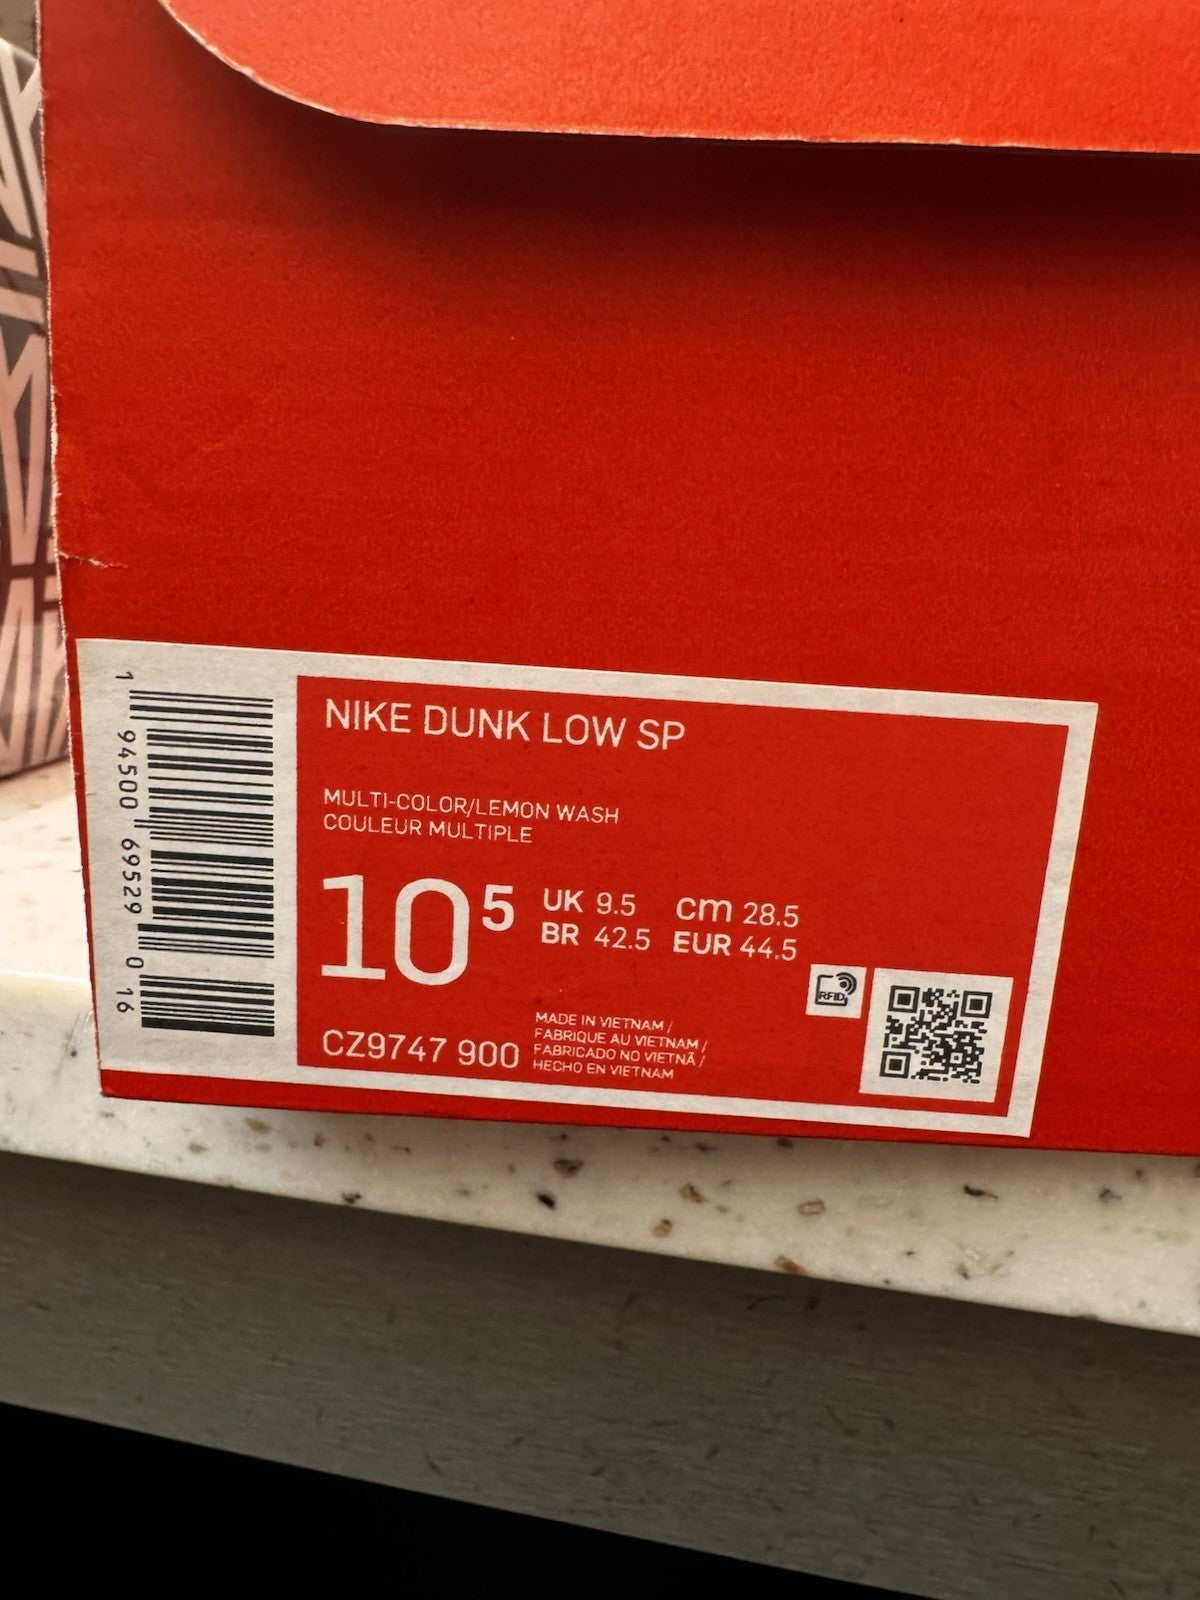 1 94500 69529 0 16
NIKE DUNK LOW SP
MULTI-COLOR/LEMON WASH
COULEUR MULTIPLE
10 5
UK 9.5 cm 28.5
BR 42.5 EUR 44.5
RFID
CZ9747 900
MADE IN VIETNAM /
FABRIQUE AU VIETNAM /
FABRICADO NO VIETNÃ /
HECHO EN VIETNAM